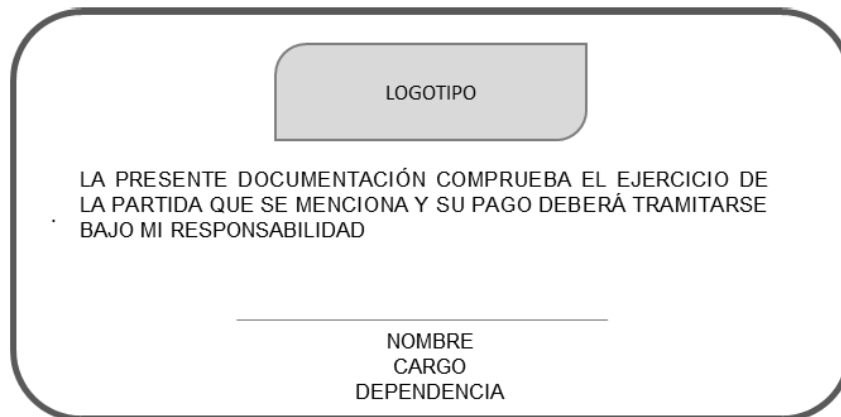 LOGOTIPO
LA PRESENTE DOCUMENTACIÓN COMPRUEBA EL EJERCICIO DE
LA PARTIDA QUE SE MENCIONA Y SU PAGO DEBERÁ TRAMITARSE
BAJO MI RESPONSABILIDAD
NOMBRE
CARGO
DEPENDENCIA